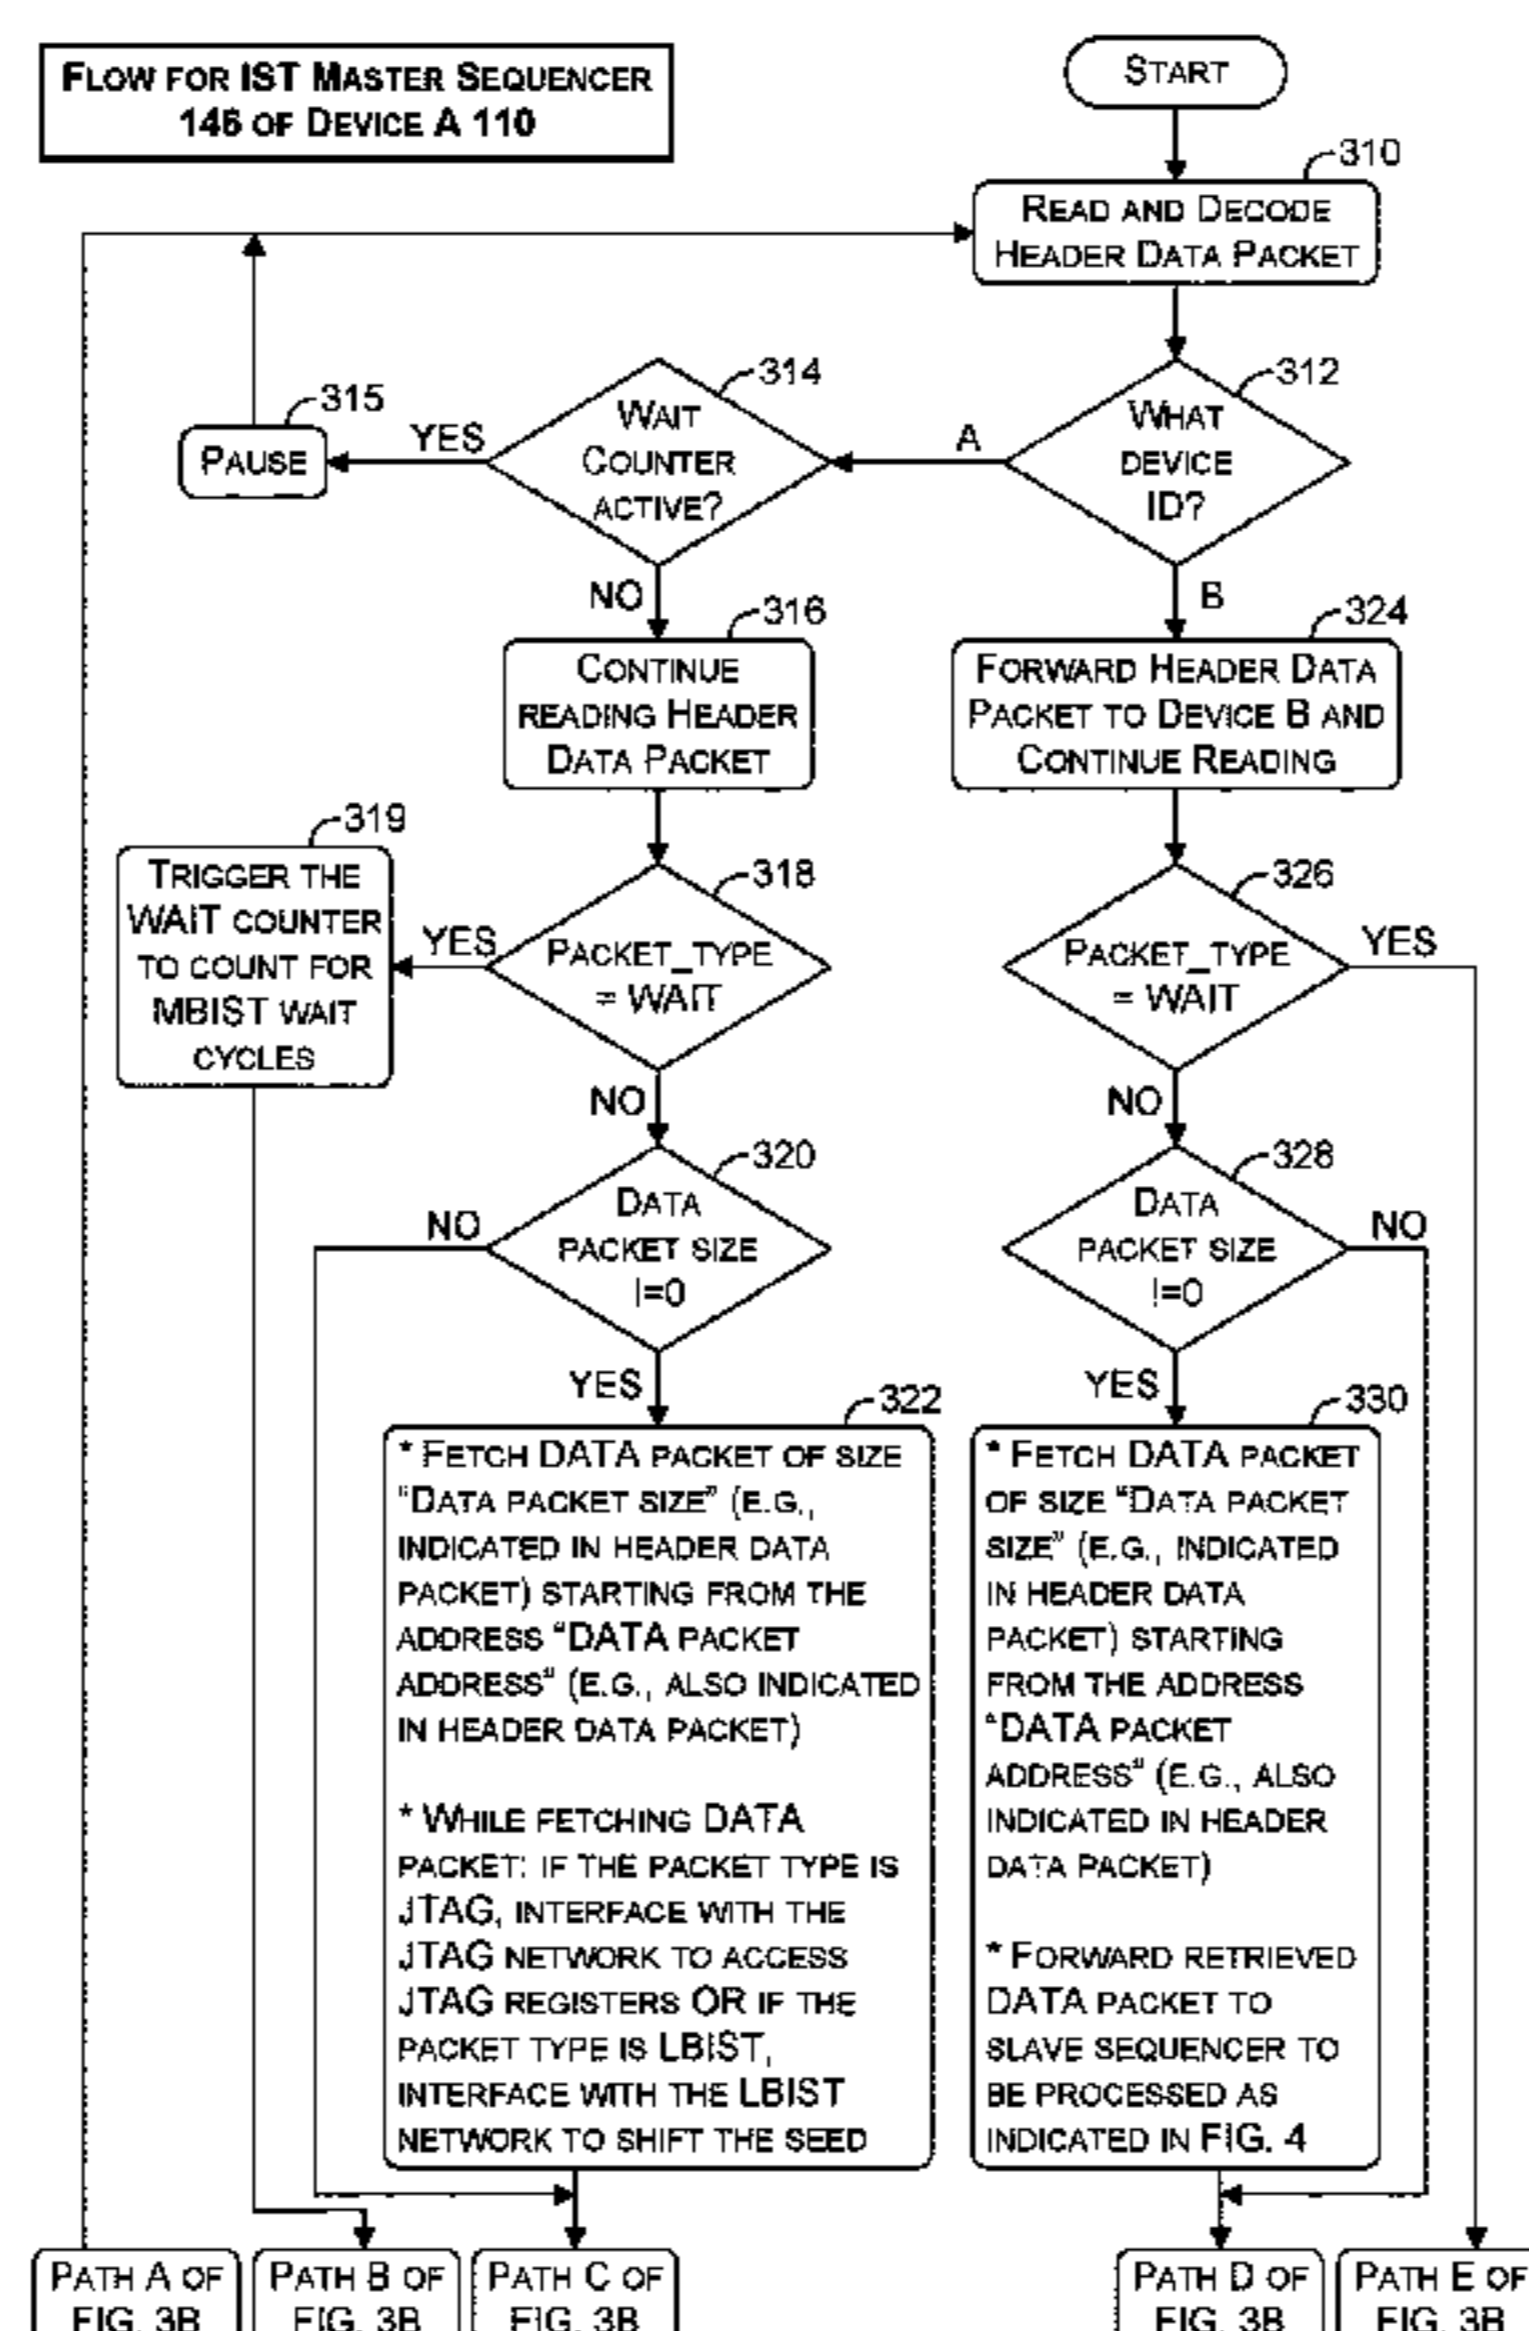 FLOW FOR IST MASTER SEQUENCER
146 OF DEVICE A 110
START
310
READ AND DECODE
HEADER DATA PACKET
312
WHAT
DEVICE
ID?
A
B
314
WAIT
COUNTER
ACTIVE?
YES
NO
315
PAUSE
316
CONTINUE
READING HEADER
DATA PACKET
324
FORWARD HEADER DATA
PACKET TO DEVICE B AND
CONTINUE READING
319
TRIGGER THE
WAIT COUNTER
TO COUNT FOR
MBIST WAIT
CYCLES
318
PACKET_TYPE
= WAIT
YES
NO
326
PACKET_TYPE
= WAIT
YES
NO
320
DATA
PACKET SIZE
!=0
NO
YES
328
DATA
PACKET SIZE
!=0
NO
YES
322
* FETCH DATA PACKET OF SIZE
"DATA PACKET SIZE" (E.G.,
INDICATED IN HEADER DATA
PACKET) STARTING FROM THE
ADDRESS "DATA PACKET
ADDRESS" (E.G., ALSO INDICATED
IN HEADER DATA PACKET)
* WHILE FETCHING DATA
PACKET: IF THE PACKET TYPE IS
JTAG, INTERFACE WITH THE
JTAG NETWORK TO ACCESS
JTAG REGISTERS OR IF THE
PACKET TYPE IS LBIST,
INTERFACE WITH THE LBIST
NETWORK TO SHIFT THE SEED
330
* FETCH DATA PACKET
OF SIZE "DATA PACKET
SIZE" (E.G., INDICATED
IN HEADER DATA
PACKET) STARTING
FROM THE ADDRESS
"DATA PACKET
ADDRESS" (E.G., ALSO
INDICATED IN HEADER
DATA PACKET)
* FORWARD RETRIEVED
DATA PACKET TO
SLAVE SEQUENCER TO
BE PROCESSED AS
INDICATED IN FIG. 4
PATH A OF
FIG. 3B
PATH B OF
FIG. 3B
PATH C OF
FIG. 3B
PATH D OF
FIG. 3B
PATH E OF
FIG. 3B